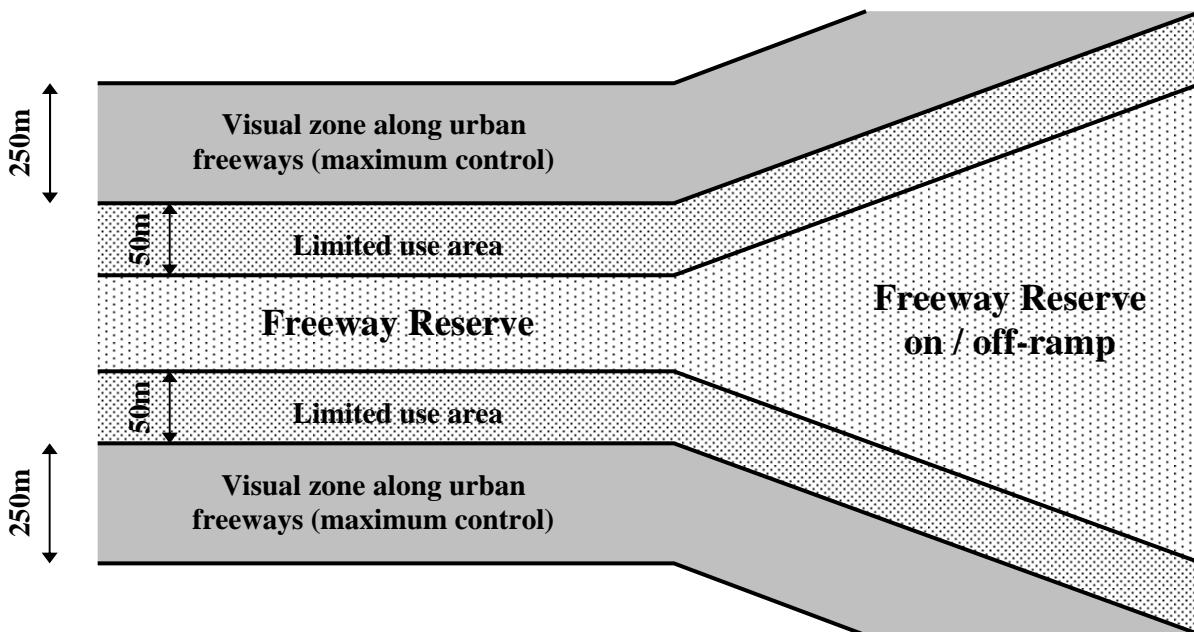 250m
Visual zone along urban
freeways (maximum control)
50m
Limited use area
Freeway Reserve
Freeway Reserve
on / off-ramp
50m
Limited use area
250m
Visual zone along urban
freeways (maximum control)